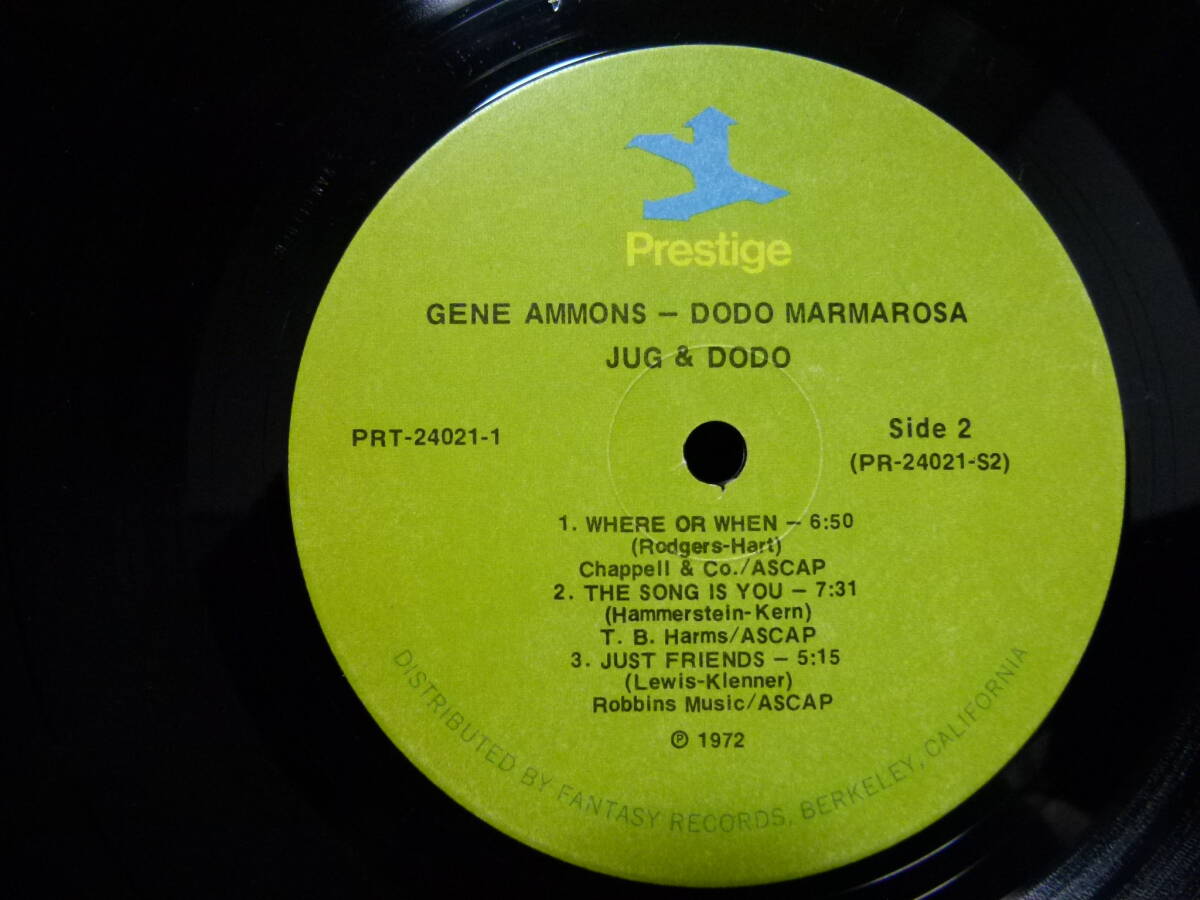 Prestige
GENE AMMONS – DODO MARMAROSA
JUG & DODO
PRT-24021-1
Side 2
(PR-24021-S2)
1. WHERE OR WHEN – 6:50
(Rodgers-Hart)
Chappell & Co./ASCAP
2. THE SONG IS YOU – 7:31
(Hammerstein-Kern)
T. B. Harms/ASCAP
3. JUST FRIENDS – 5:15
(Lewis-Klenner)
Robbins Music/ASCAP
℗ 1972
DISTRIBUTED BY FANTASY RECORDS, BERKELEY, CALIFORNIA